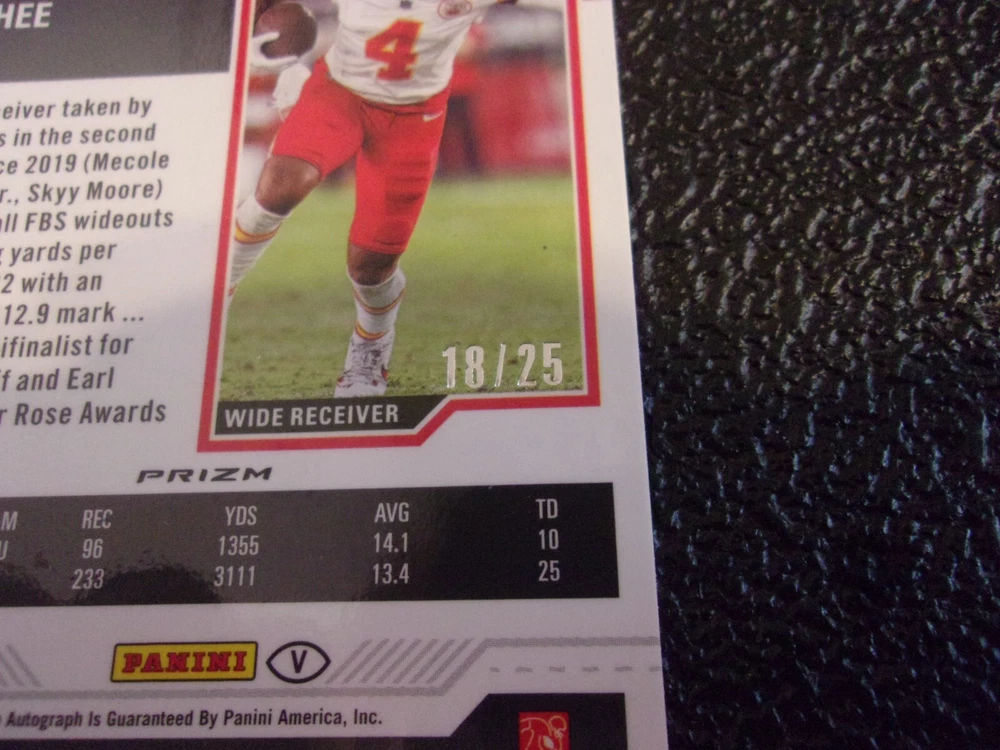 HEE
eiver taken by
s in the second
ce 2019 (Mecole
r., Skyy Moore)
all FBS wideouts
g yards per
2 with an
12.9 mark ...
ifinalist for
ff and Earl
r Rose Awards
4
18/25
WIDE RECEIVER
PRIZM
M REC YDS AVG TD
U 96 1355 14.1 10
233 3111 13.4 25
PANINI V
Autograph Is Guaranteed By Panini America, Inc.